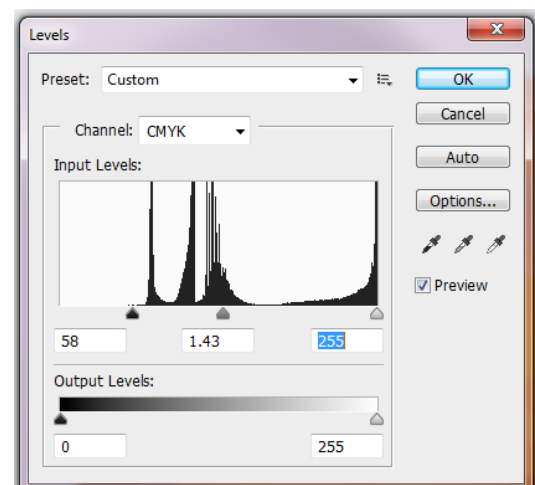 Levels
Preset: Custom
OK
Cancel
Auto
Options...
Preview
Channel: CMYK
Input Levels:
58 1.43 255
Output Levels:
0 255